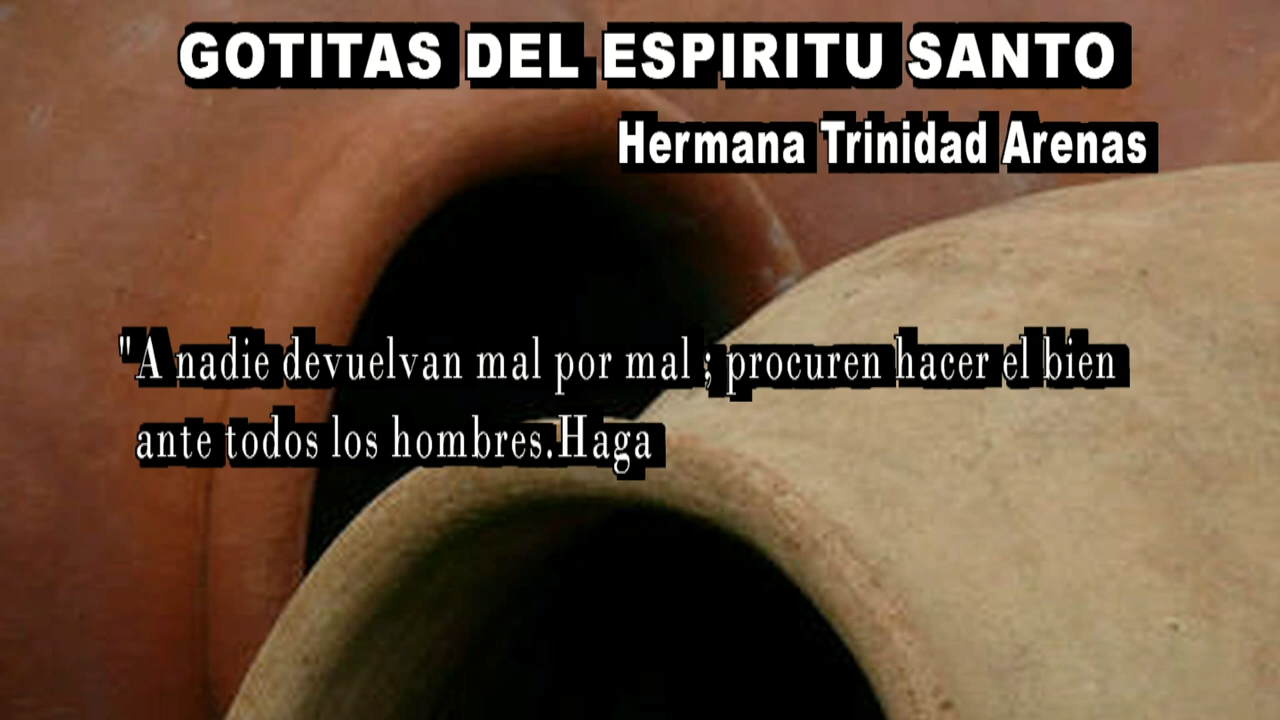 GOTITAS DEL ESPIRITU SANTO
Hermana Trinidad Arenas
"A nadie devuelvan mal por mal ; procuren hacer el bien
ante todos los hombres.Haga